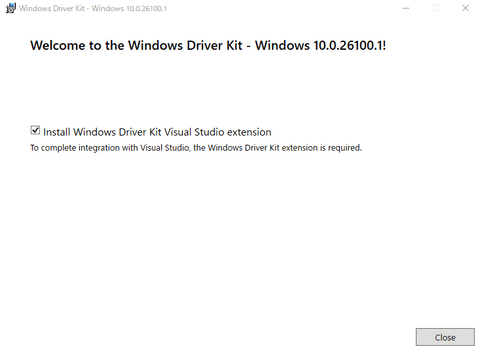 Windows Driver Kit - Windows 10.0.26100.1
Welcome to the Windows Driver Kit - Windows 10.0.26100.1!
Install Windows Driver Kit Visual Studio extension
To complete integration with Visual Studio, the Windows Driver Kit extension is required.
Close